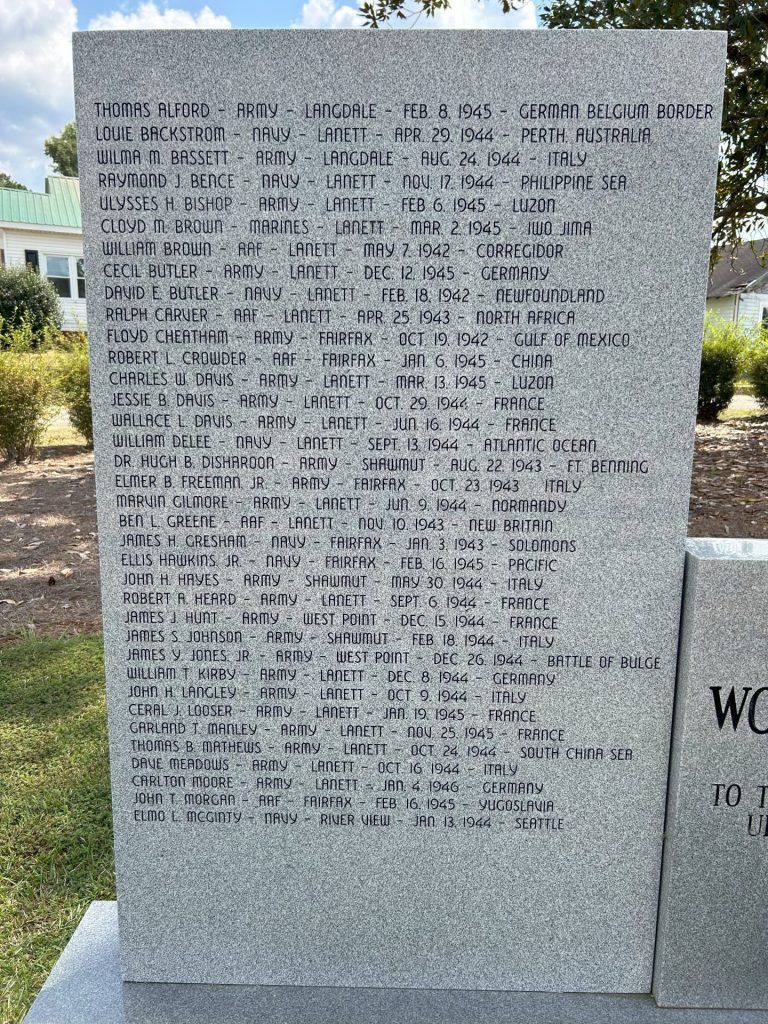 THOMAS ALFORD - ARMY - LANGDALE - FEB. 8, 1945 - GERMAN BELGIUM BORDER
LOUIE BACKSTROM - NAVY - LANETT - APR. 29, 1944 - PERTH, AUSTRALIA
WILMA M. BASSETT - ARMY - LANGDALE - AUG. 24, 1944 - ITALY
RAYMOND J. BENCE - NAVY - LANETT - NOV. 17, 1944 - PHILIPPINE SEA
ULYSSES H. BISHOP - ARMY - LANETT - FEB. 6, 1945 - LUZON
CLOYD M. BROWN - MARINES - LANETT - MAR. 2, 1945 - IWO JIMA
WILLIAM BROWN - AAF - LANETT - MAY 7, 1942 - CORREGIDOR
CECIL BUTLER - ARMY - LANETT - DEC. 12, 1945 - GERMANY
DAVID E. BUTLER - NAVY - LANETT - FEB. 18, 1942 - NEWFOUNDLAND
RALPH CARVER - AAF - LANETT - APR. 25, 1943 - NORTH AFRICA
FLOYD CHEATHAM - ARMY - FAIRFAX - OCT. 19, 1942 - GULF OF MEXICO
ROBERT L. CROWDER - AAF - FAIRFAX - JAN. 6, 1945 - CHINA
CHARLES W. DAVIS - ARMY - LANETT - MAR. 13, 1945 - LUZON
JESSIE B. DAVIS - ARMY - LANETT - OCT. 29, 1944 - FRANCE
WALLACE L. DAVIS - ARMY - LANETT - JUN. 16, 1944 - FRANCE
WILLIAM DELEE - NAVY - LANETT - SEPT. 13, 1944 - ATLANTIC OCEAN
DR. HUGH B. DISHAROON - ARMY - SHAWMUT - AUG. 22, 1943 - FT. BENNING
ELMER B. FREEMAN, JR. - ARMY - FAIRFAX - OCT. 23, 1943 ITALY
MARVIN GILMORE - ARMY - LANETT - JUN. 9, 1944 - NORMANDY
BEN L. GREENE - AAF - LANETT - NOV. 10, 1943 - NEW BRITAIN
JAMES H. GRESHAM - NAVY - FAIRFAX - JAN. 3, 1943 - SOLOMONS
ELLIS HAWKINS, JR. - NAVY - FAIRFAX - FEB. 16, 1945 - PACIFIC
JOHN H. HAYES - ARMY - SHAWMUT - MAY 30, 1944 - ITALY
ROBERT A. HEARD - ARMY - LANETT - SEPT. 6, 1944 - FRANCE
JAMES J. HUNT - ARMY - WEST POINT - DEC. 15, 1944 - FRANCE
JAMES S. JOHNSON - ARMY - SHAWMUT - FEB. 18, 1944 - ITALY
JAMES Y. JONES, JR. - ARMY - WEST POINT - DEC. 26, 1944 - BATTLE OF BULGE
WILLIAM T. KIRBY - ARMY - LANETT - DEC. 8, 1944 - GERMANY
JOHN H. LANGLEY - ARMY - LANETT - OCT. 9, 1944 - ITALY
CERAL J. LOOSER - ARMY - LANETT - JAN. 19, 1945 - FRANCE
GARLAND T. MANLEY - ARMY - LANETT - NOV. 25, 1945 - FRANCE
THOMAS B. MATHEWS - ARMY - LANETT - OCT. 24, 1944 - SOUTH CHINA SEA
DAVE MEADOWS - ARMY - LANETT - OCT. 16, 1944 - ITALY
CARLTON MOORE - ARMY - LANETT - JAN. 4, 1946 - GERMANY
JOHN T. MORGAN - AAF - FAIRFAX - FEB. 16, 1945 - YUGOSLAVIA
ELMO L. MCGINTY - NAVY - RIVER VIEW - JAN. 13, 1944 - SEATTLE
WO
TO T
U